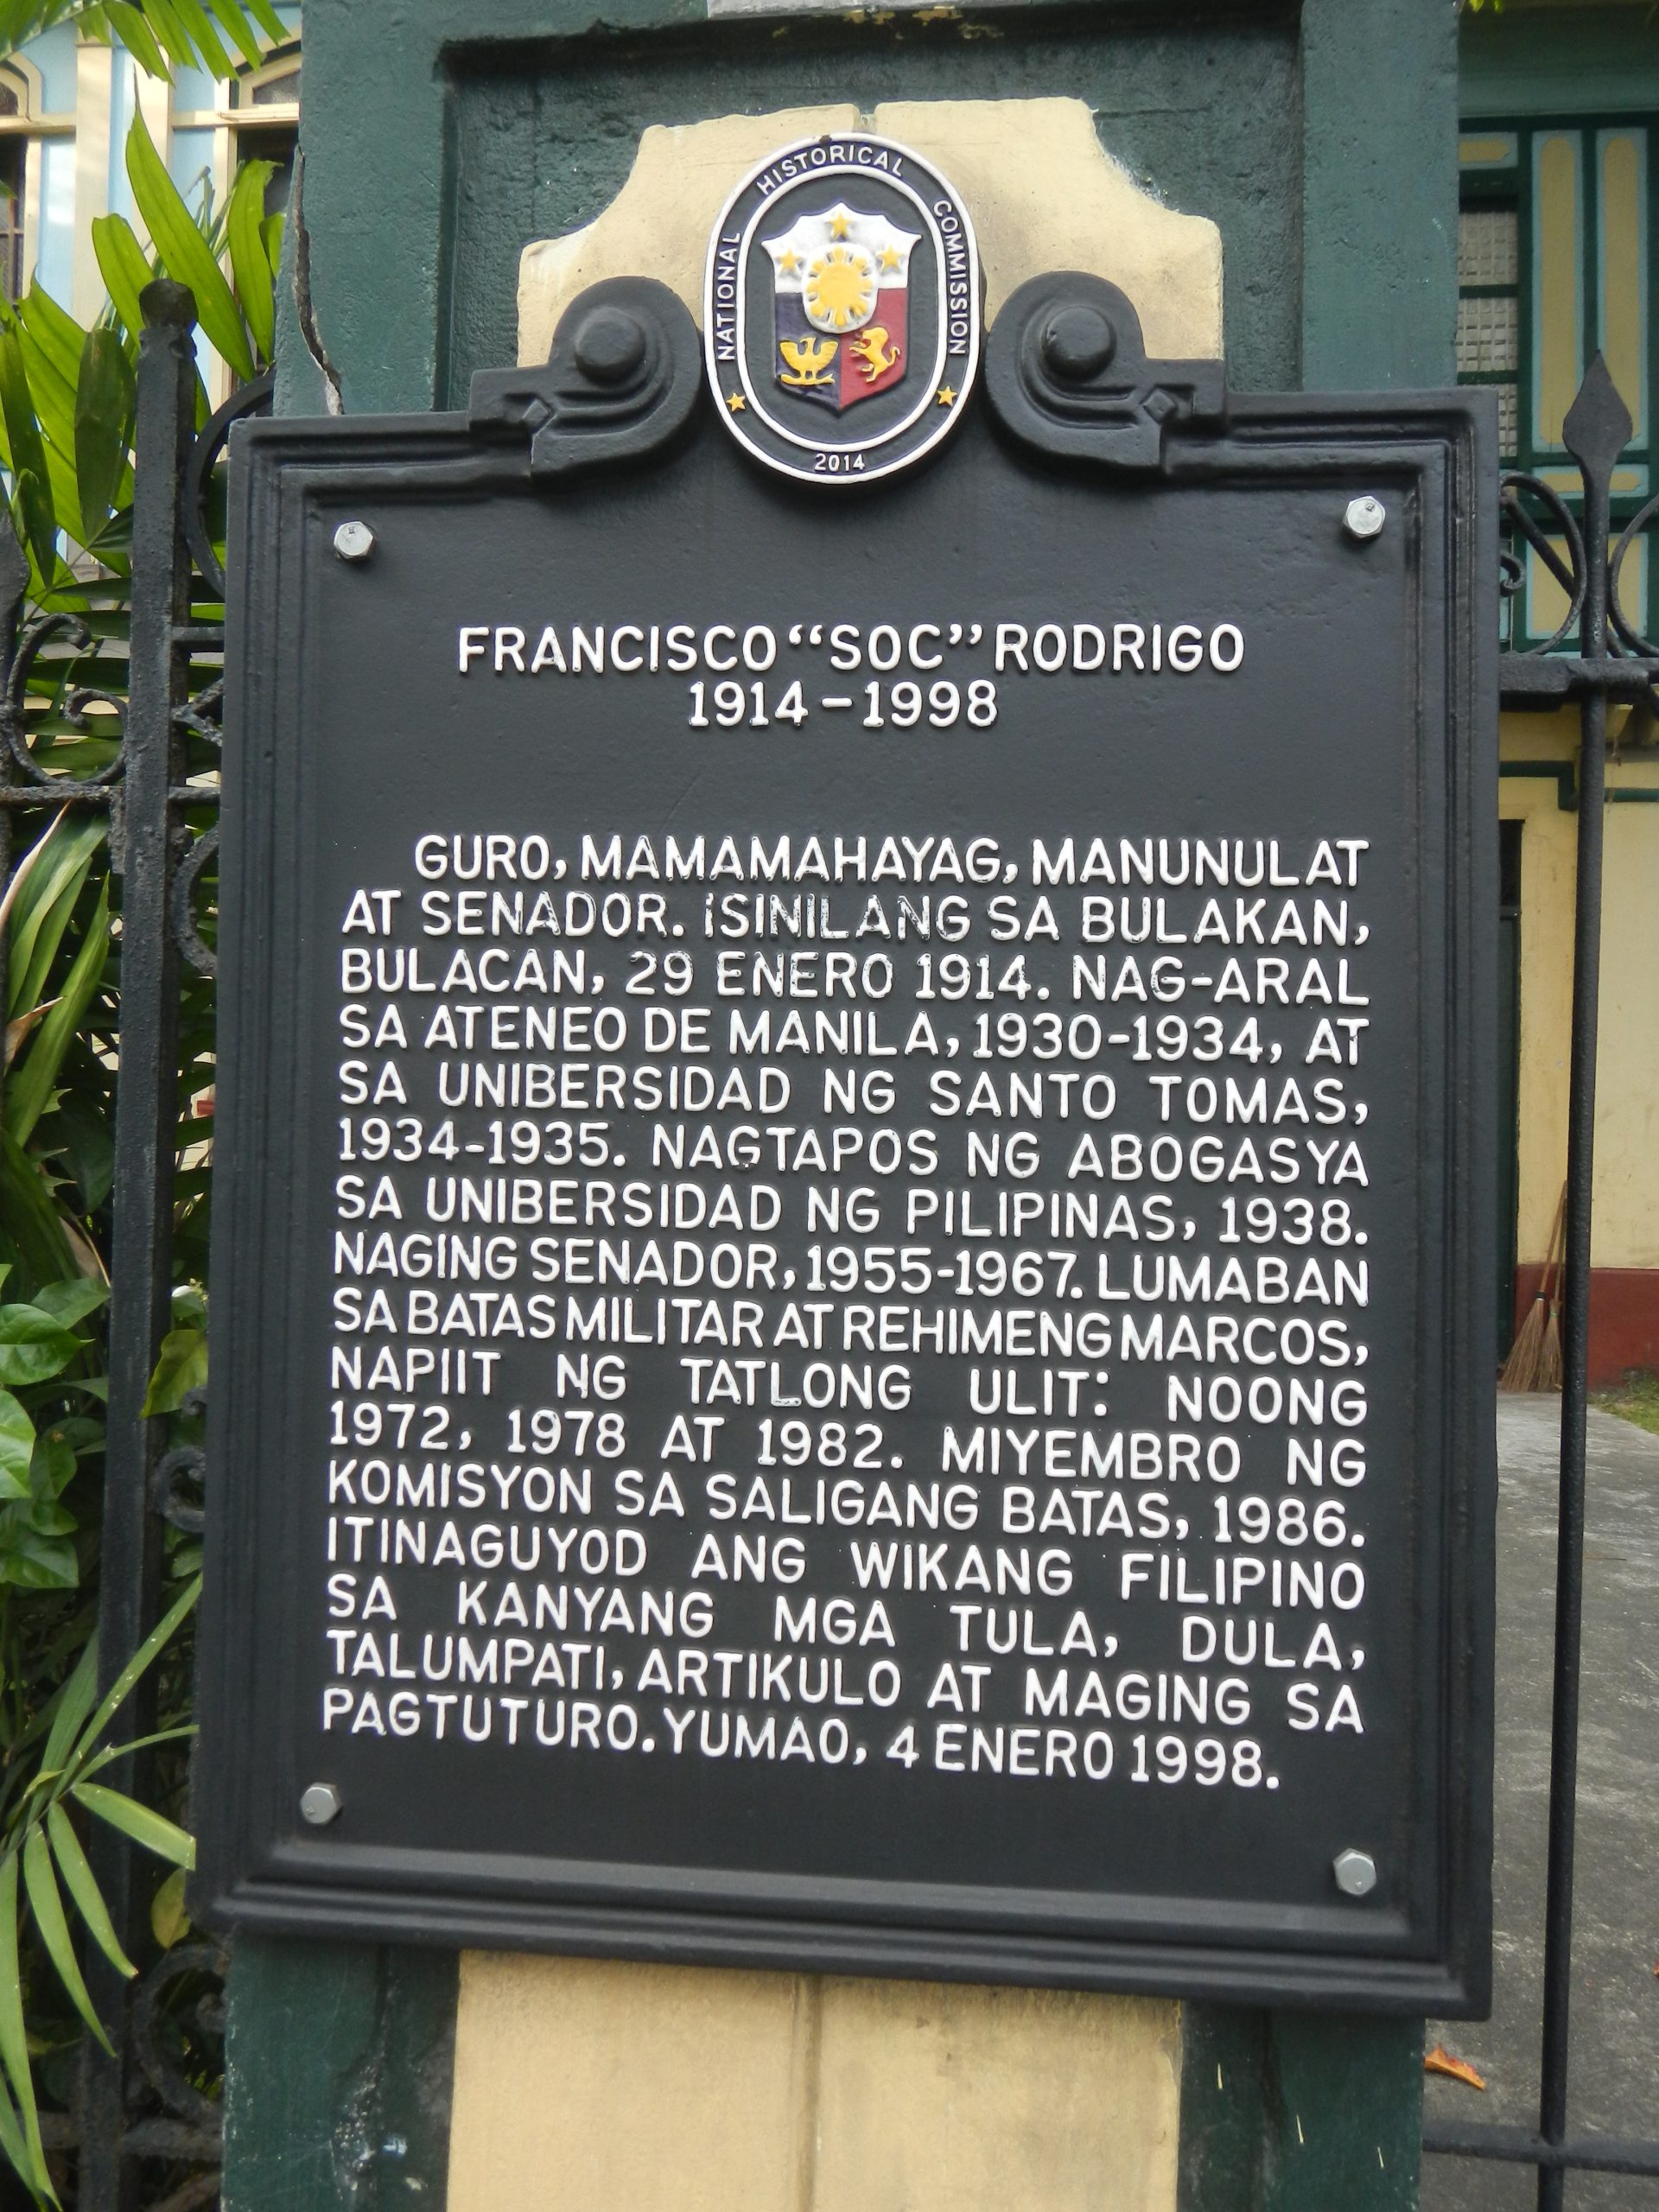 NATIONAL HISTORICAL COMMISSION
2014
FRANCISCO “SOC” RODRIGO
1914 – 1998
GURO, MAMAMAHAYAG, MANUNULAT
AT SENADOR. ISINILANG SA BULAKAN,
BULACAN, 29 ENERO 1914. NAG-ARAL
SA ATENEO DE MANILA, 1930-1934, AT
SA UNIBERSIDAD NG SANTO TOMAS,
1934-1935. NAGTAPOS NG ABOGASYA
SA UNIBERSIDAD NG PILIPINAS, 1938.
NAGING SENADOR, 1955-1967. LUMABAN
SA BATAS MILITAR AT REHIMENG MARCOS,
NAPIIT NG TATLONG ULIT: NOONG
1972, 1978 AT 1982. MIYEMBRO NG
KOMISYON SA SALIGANG BATAS, 1986.
ITINAGUYOD ANG WIKANG FILIPINO
SA KANYANG MGA TULA, DULA,
TALUMPATI, ARTIKULO AT MAGING SA
PAGTUTURO. YUMAO, 4 ENERO 1998.